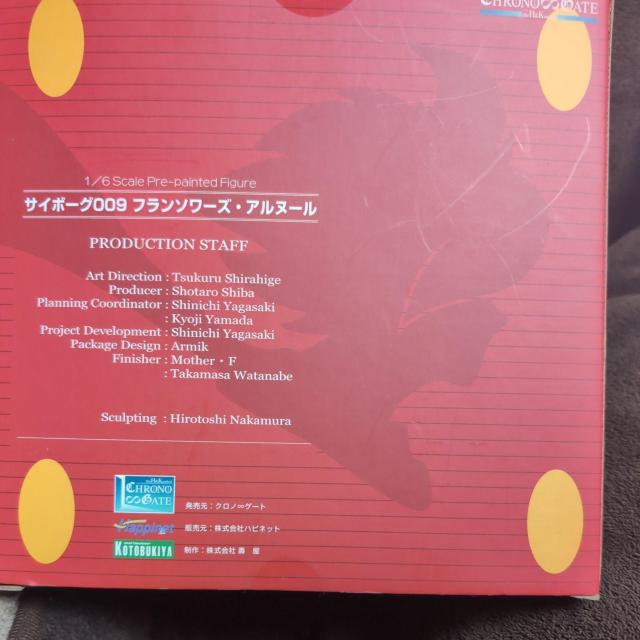 CHRONO∞GATE
1/6 Scale Pre-painted Figure
サイボーグ009 フランソワーズ・アルヌール
PRODUCTION STAFF
Art Direction : Tsukuru Shirahige
Producer : Shotaro Shiba
Planning Coordinator : Shinichi Yagasaki
: Kyoji Yamada
Project Development : Shinichi Yagasaki
Package Design : Armik
Finisher : Mother・F
: Takamasa Watanabe
Sculpting : Hirotoshi Nakamura
CHRONO
∞GATE
発売元：クロノ∞ゲート
Happinet
販売元：株式会社ハピネット
KOTOBUKIYA
制作：株式会社 壽 屋